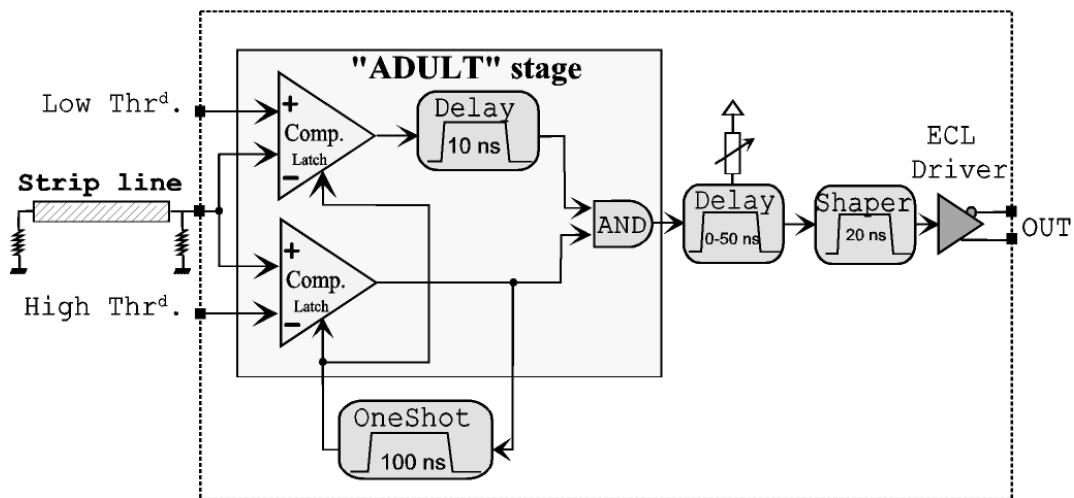 "ADULT" stage
Low Thrᵈ.
+
Comp.
Latch
−
Delay
10 ns
Strip line
ECL
Driver
AND
Delay
0-50 ns
Shaper
20 ns
OUT
+
Comp.
Latch
−
High Thrᵈ.
OneShot
100 ns